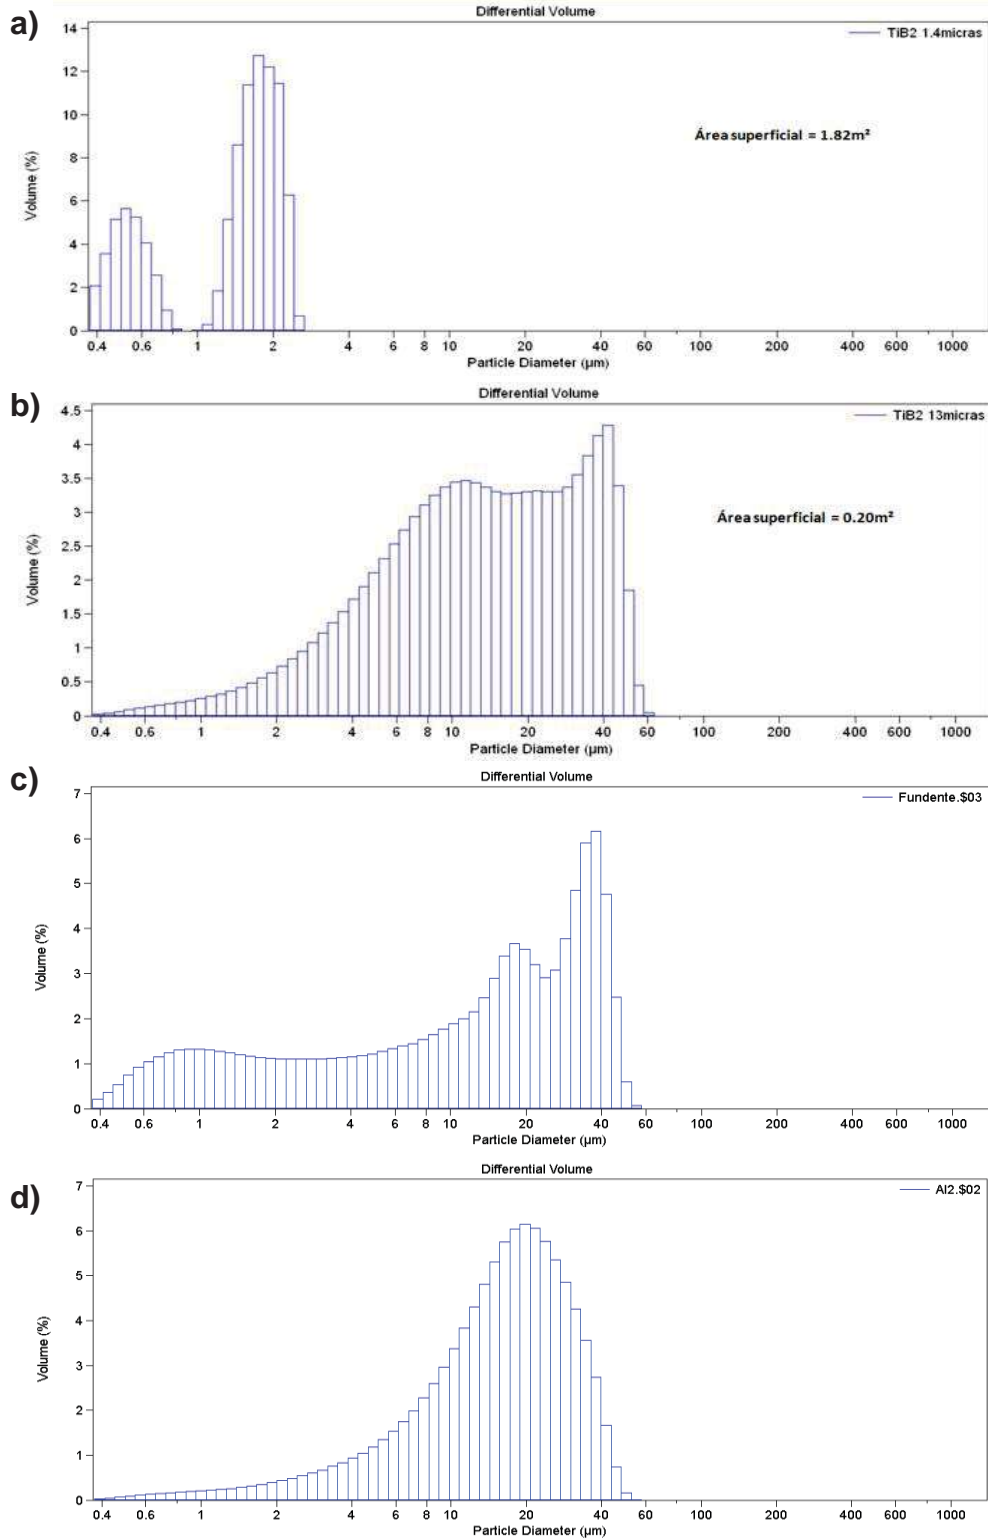 a)
Differential Volume
TiB2 1.4micras
Área superficial = 1.82m²
Volume (%)
14
12
10
8
6
4
2
0
0.4 0.6 1 2 4 6 8 10 20 40 60 100 200 400 600 1000
Particle Diameter (µm)
b)
Differential Volume
TiB2 13micras
Área superficial = 0.20m²
Volume (%)
4.5
4
3.5
3
2.5
2
1.5
1
0.5
0
0.4 0.6 1 2 4 6 8 10 20 40 60 100 200 400 600 1000
Particle Diameter (µm)
c)
Differential Volume
Fundente.$03
Volume (%)
7
6
5
4
3
2
1
0
0.4 0.6 1 2 4 6 8 10 20 40 60 100 200 400 600 1000
Particle Diameter (µm)
d)
Differential Volume
Al2.$02
Volume (%)
7
6
5
4
3
2
1
0
0.4 0.6 1 2 4 6 8 10 20 40 60 100 200 400 600 1000
Particle Diameter (µm)